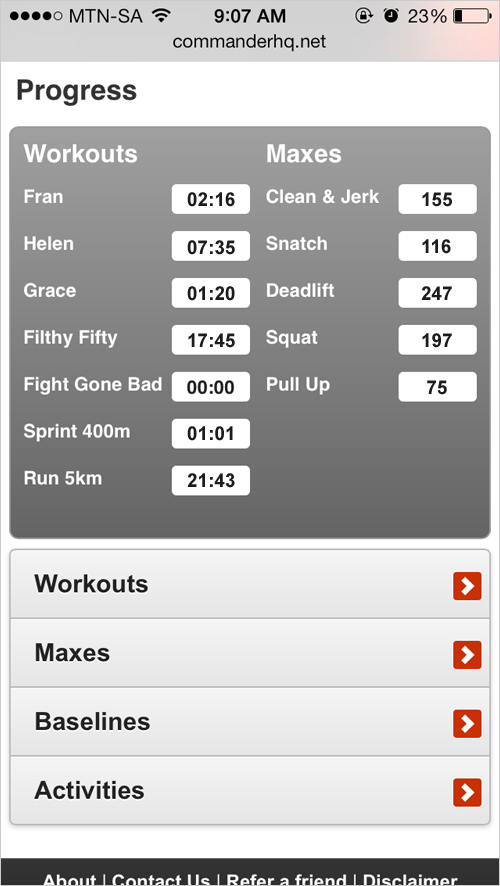 MTN-SA 9:07 AM 23%
commanderhq.net
Progress
Workouts Maxes
Fran 02:16 Clean & Jerk 155
Helen 07:35 Snatch 116
Grace 01:20 Deadlift 247
Filthy Fifty 17:45 Squat 197
Fight Gone Bad 00:00 Pull Up 75
Sprint 400m 01:01
Run 5km 21:43
Workouts
Maxes
Baselines
Activities
About | Contact Us | Refer a friend | Disclaimer